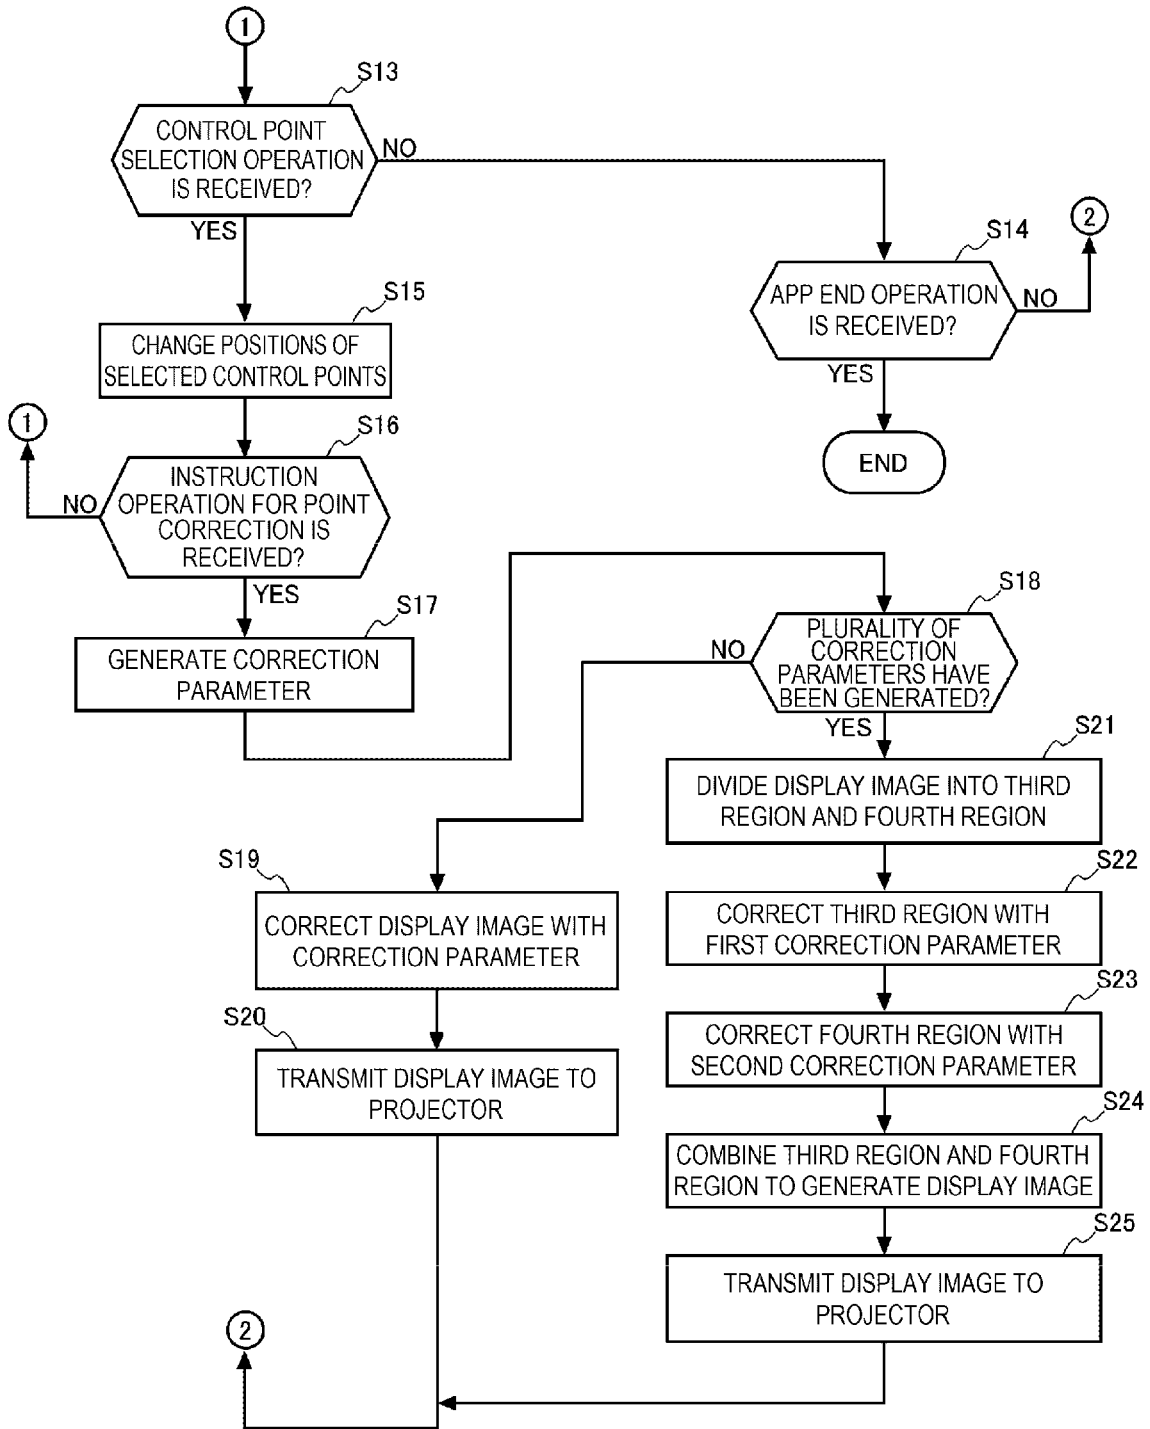 1
S13
CONTROL POINT
SELECTION OPERATION
IS RECEIVED?
NO
YES
2
S14
APP END OPERATION
IS RECEIVED?
NO
YES
END
S15
CHANGE POSITIONS OF
SELECTED CONTROL POINTS
1
S16
INSTRUCTION
OPERATION FOR POINT
CORRECTION IS
RECEIVED?
NO
YES
S17
GENERATE CORRECTION
PARAMETER
S18
PLURALITY OF
CORRECTION
PARAMETERS HAVE
BEEN GENERATED?
NO
YES
S19
CORRECT DISPLAY IMAGE WITH
CORRECTION PARAMETER
S20
TRANSMIT DISPLAY IMAGE TO
PROJECTOR
S21
DIVIDE DISPLAY IMAGE INTO THIRD
REGION AND FOURTH REGION
S22
CORRECT THIRD REGION WITH
FIRST CORRECTION PARAMETER
S23
CORRECT FOURTH REGION WITH
SECOND CORRECTION PARAMETER
S24
COMBINE THIRD REGION AND FOURTH
REGION TO GENERATE DISPLAY IMAGE
S25
TRANSMIT DISPLAY IMAGE TO
PROJECTOR
2